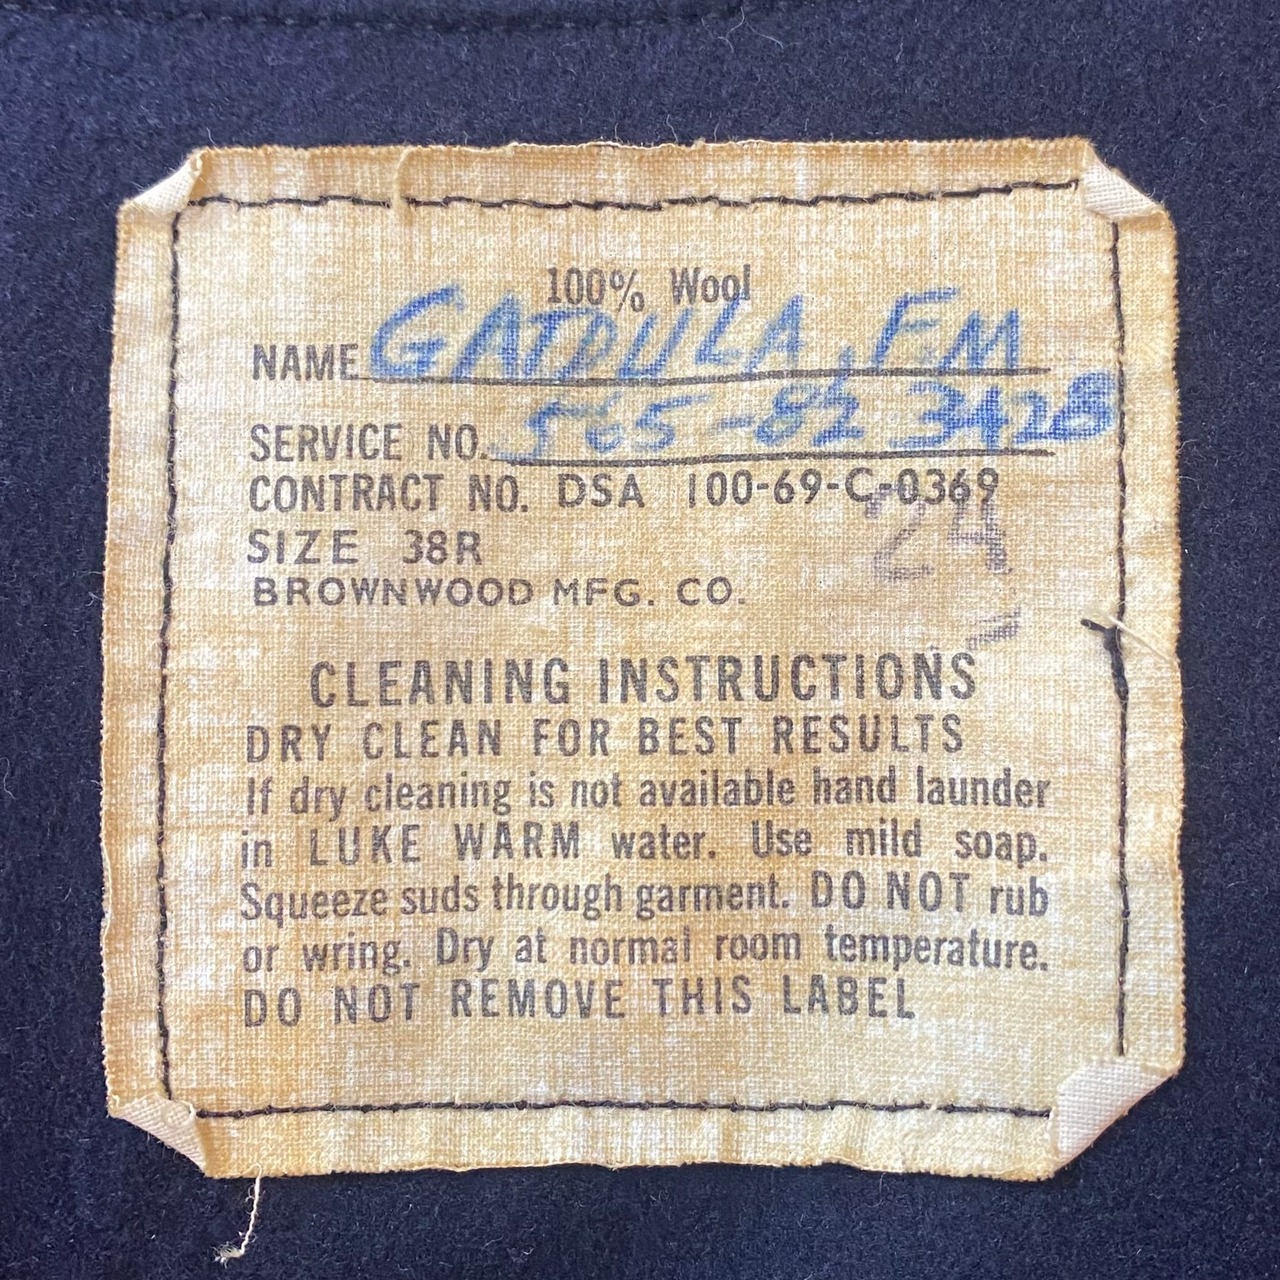 100% Wool
NAME GATDULA, FM
SERVICE NO. 565-82 3428
CONTRACT NO. DSA 100-69-C-0369
24
SIZE 38R
BROWNWOOD MFG. CO.
CLEANING INSTRUCTIONS
DRY CLEAN FOR BEST RESULTS
If dry cleaning is not available hand launder
in LUKE WARM water. Use mild soap.
Squeeze suds through garment. DO NOT rub
or wring. Dry at normal room temperature.
DO NOT REMOVE THIS LABEL